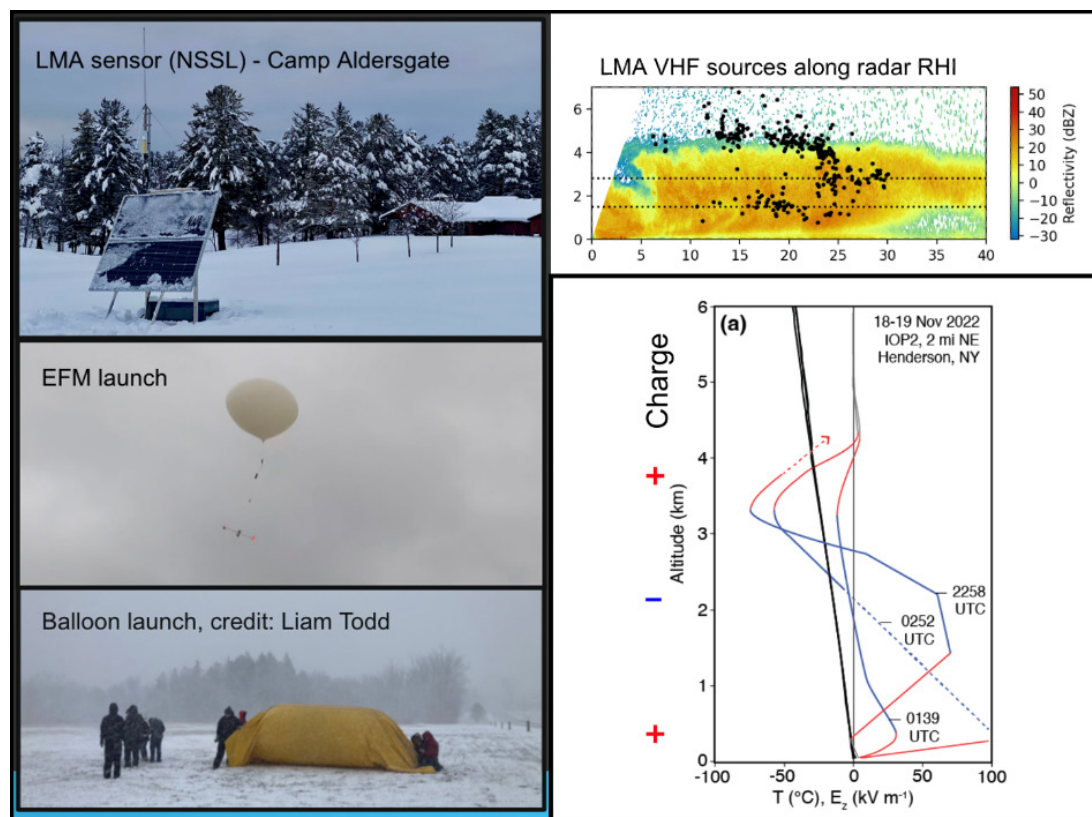 LMA sensor (NSSL) - Camp Aldersgate
EFM launch
Balloon launch, credit: Liam Todd
LMA VHF sources along radar RHI
6
4
2
0
0 5 10 15 20 25 30 35 40
50
40
30
20
10
0
−10
−20
−30
Reflectivity (dBZ)
(a)
18-19 Nov 2022
IOP2, 2 mi NE
Henderson, NY
Charge
+
−
+
Altitude (km)
6
5
4
3
2
1
0
2258
UTC
0252
UTC
0139
UTC
-100 -50 0 50 100
T (°C), Ez (kV m⁻¹)